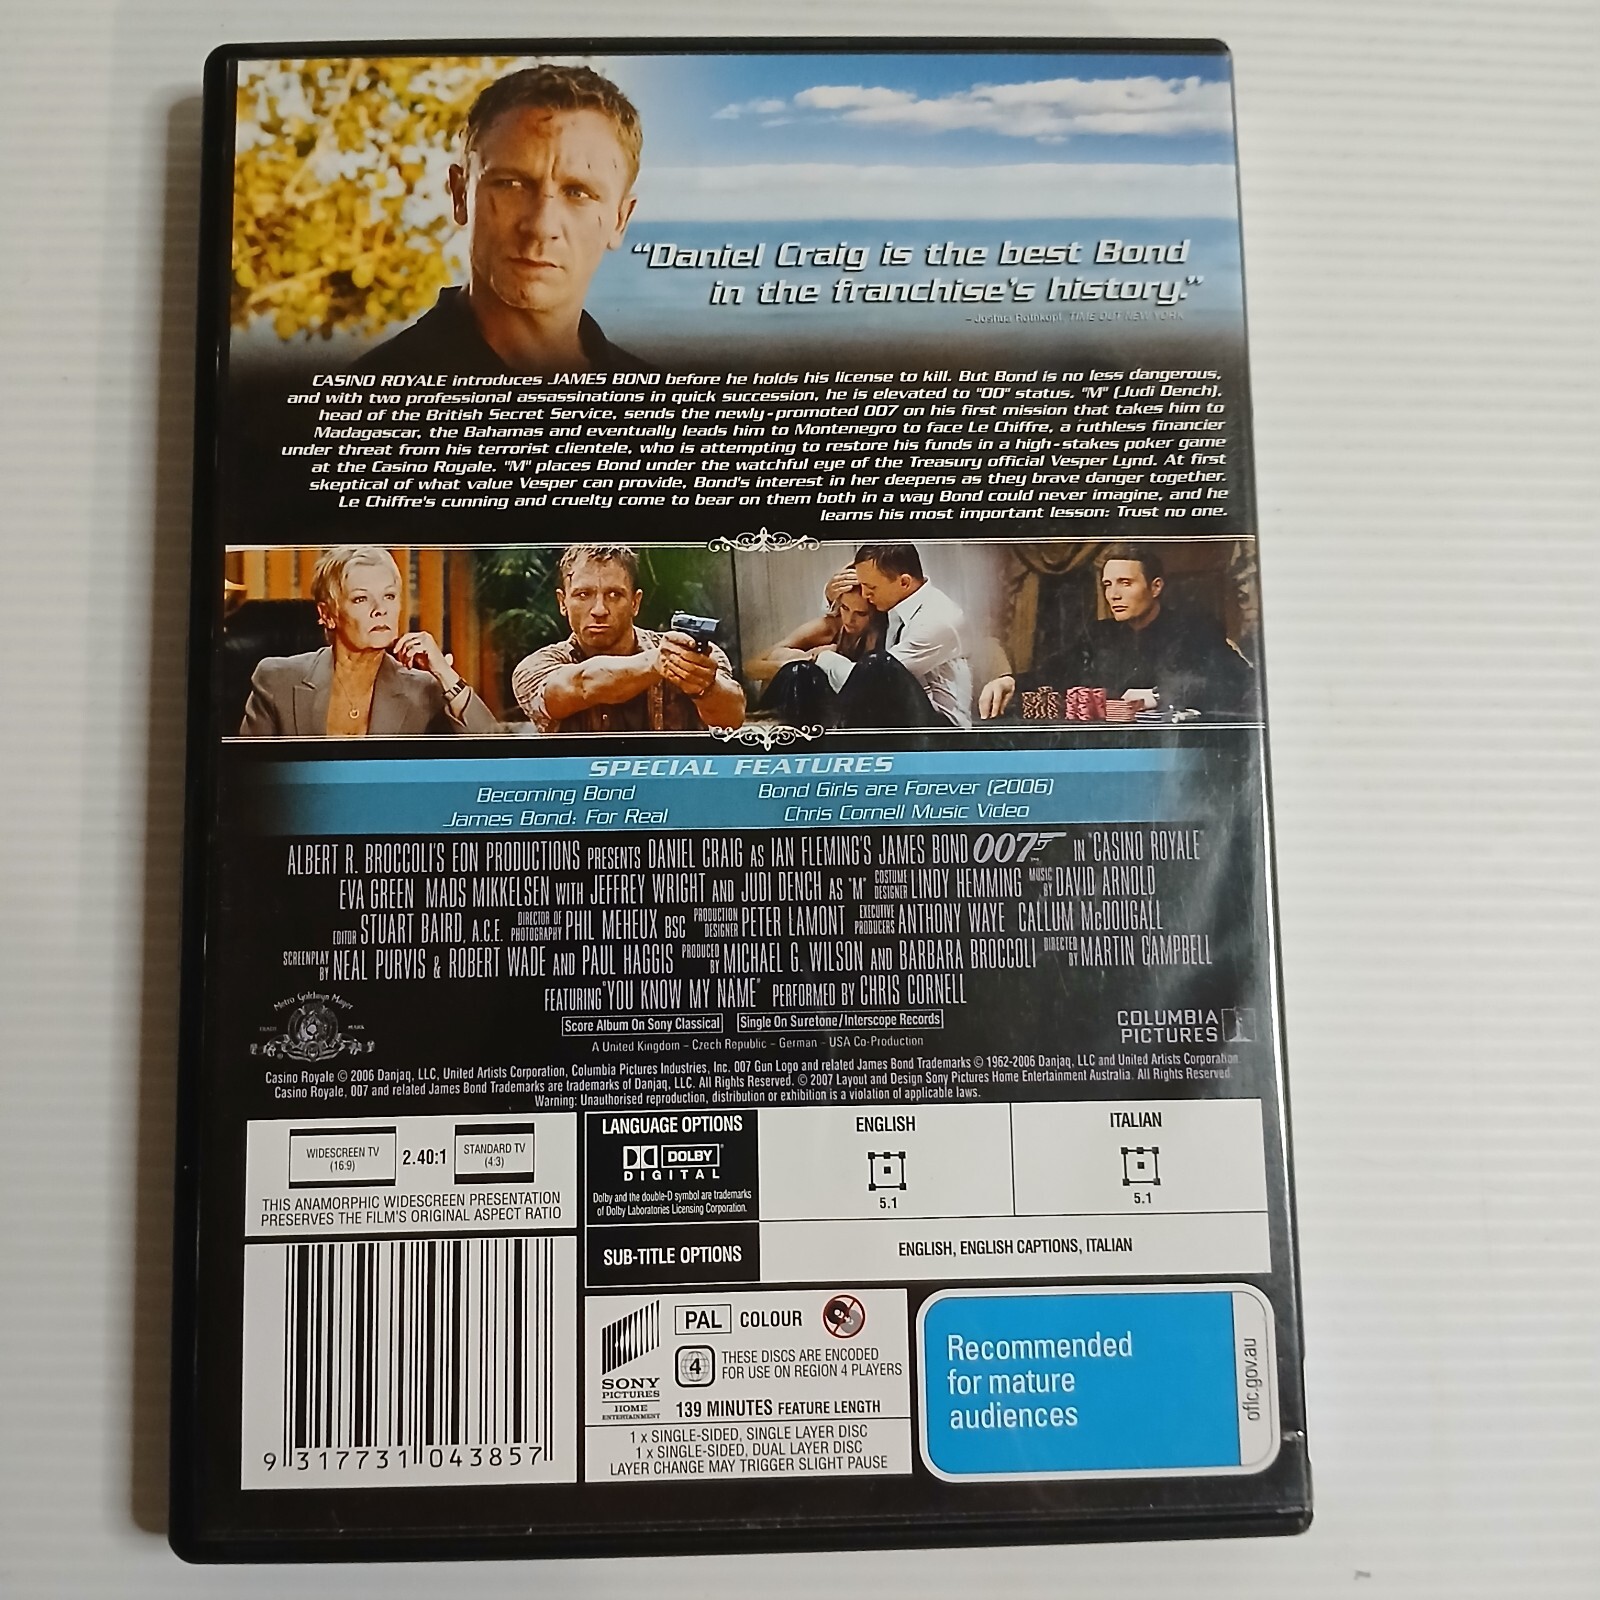 “Daniel Craig is the best Bond
in the franchise's history.”
– Joshua Rothkopf, TIME OUT NEW YORK
CASINO ROYALE introduces JAMES BOND before he holds his license to kill. But Bond is no less dangerous,
and with two professional assassinations in quick succession, he is elevated to "00" status. "M" (Judi Dench),
head of the British Secret Service, sends the newly-promoted 007 on his first mission that takes him to
Madagascar, the Bahamas and eventually leads him to Montenegro to face Le Chiffre, a ruthless financier
under threat from his terrorist clientele, who is attempting to restore his funds in a high-stakes poker game
at the Casino Royale. "M" places Bond under the watchful eye of the Treasury official Vesper Lynd. At first
skeptical of what value Vesper can provide, Bond's interest in her deepens as they brave danger together.
Le Chiffre's cunning and cruelty come to bear on them both in a way Bond could never imagine, and he
learns his most important lesson: Trust no one.
SPECIAL FEATURES
Becoming Bond
James Bond: For Real
Bond Girls are Forever (2006)
Chris Cornell Music Video
ALBERT R. BROCCOLI'S EON PRODUCTIONS PRESENTS DANIEL CRAIG AS IAN FLEMING'S JAMES BOND 007 IN "CASINO ROYALE"
EVA GREEN MADS MIKKELSEN WITH JEFFREY WRIGHT AND JUDI DENCH AS "M" COSTUME DESIGNER LINDY HEMMING MUSIC BY DAVID ARNOLD
EDITOR STUART BAIRD, A.C.E. DIRECTOR OF PHOTOGRAPHY PHIL MEHEUX BSC PRODUCTION DESIGNER PETER LAMONT EXECUTIVE PRODUCERS ANTHONY WAYE CALLUM McDOUGALL
SCREENPLAY BY NEAL PURVIS & ROBERT WADE AND PAUL HAGGIS PRODUCED BY MICHAEL G. WILSON AND BARBARA BROCCOLI DIRECTED BY MARTIN CAMPBELL
FEATURING "YOU KNOW MY NAME" PERFORMED BY CHRIS CORNELL
Metro Goldwyn Mayer
TRADE MARK
Score Album On Sony Classical
Single On Suretone/Interscope Records
COLUMBIA
PICTURES
A United Kingdom – Czech Republic – German – USA Co-Production
Casino Royale © 2006 Danjaq, LLC, United Artists Corporation, Columbia Pictures Industries, Inc. 007 Gun Logo and related James Bond Trademarks © 1962-2006 Danjaq, LLC and United Artists Corporation.
Casino Royale, 007 and related James Bond Trademarks are trademarks of Danjaq, LLC. All Rights Reserved. © 2007 Layout and Design Sony Pictures Home Entertainment Australia. All Rights Reserved.
Warning: Unauthorised reproduction, distribution or exhibition is a violation of applicable laws.
WIDESCREEN TV
(16:9)
2.40:1
STANDARD TV
(4:3)
THIS ANAMORPHIC WIDESCREEN PRESENTATION
PRESERVES THE FILM'S ORIGINAL ASPECT RATIO
LANGUAGE OPTIONS
DOLBY
DIGITAL
Dolby and the double-D symbol are trademarks
of Dolby Laboratories Licensing Corporation.
ENGLISH
5.1
ITALIAN
5.1
SUB-TITLE OPTIONS
ENGLISH, ENGLISH CAPTIONS, ITALIAN
9 317731 043857
SONY
PICTURES
HOME
ENTERTAINMENT
PAL COLOUR
4
THESE DISCS ARE ENCODED
FOR USE ON REGION 4 PLAYERS
139 MINUTES FEATURE LENGTH
1 x SINGLE-SIDED, SINGLE LAYER DISC
1 x SINGLE-SIDED, DUAL LAYER DISC
LAYER CHANGE MAY TRIGGER SLIGHT PAUSE
Recommended
for mature
audiences
oflc.gov.au